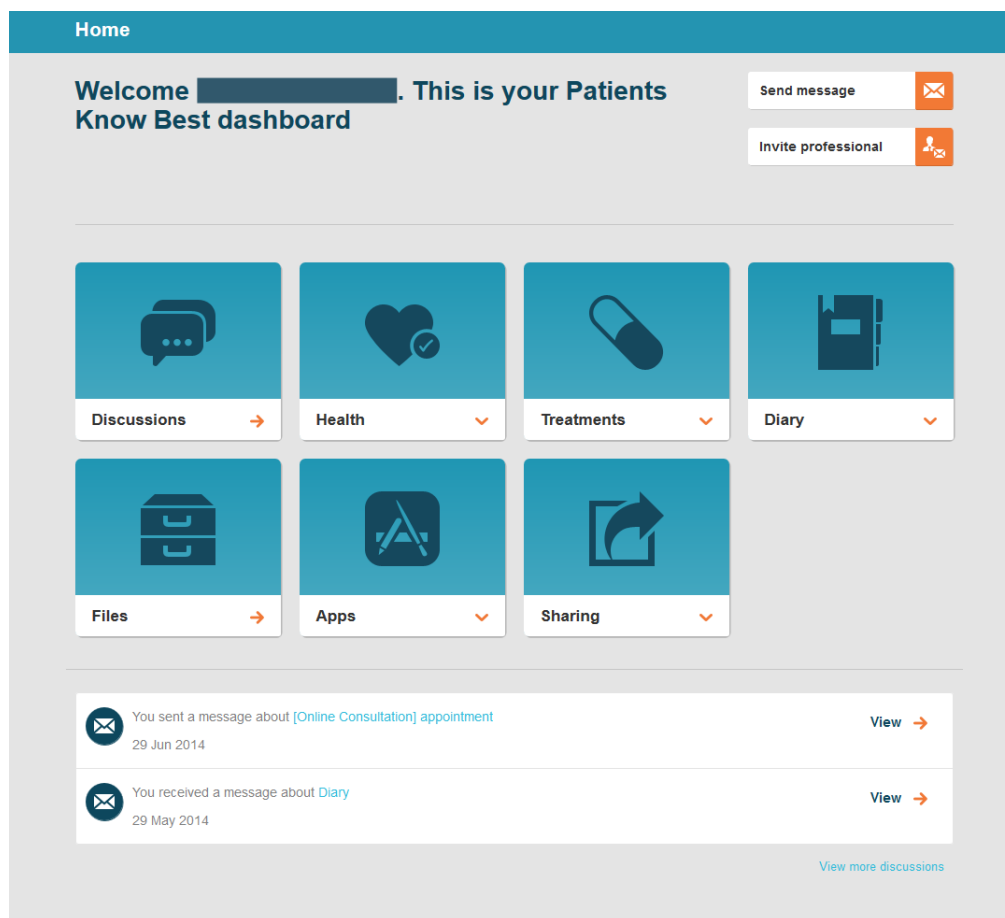 Home
Welcome . This is your Patients
Know Best dashboard
Send message
Invite professional
Discussions
Health
Treatments
Diary
Files
Apps
Sharing
You sent a message about [Online Consultation] appointment
View
29 Jun 2014
You received a message about Diary
View
29 May 2014
View more discussions